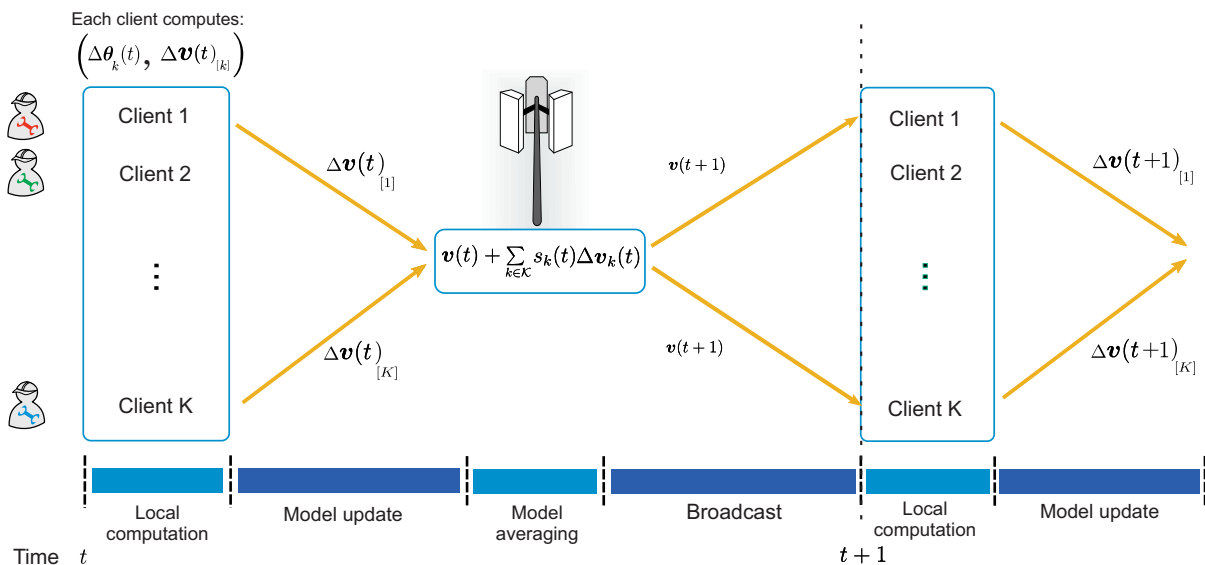 Each client computes:
(Δθ_k(t), Δv(t)_[k])
Client 1
Client 2
⋮
Client K
Δv(t)_[1]
Δv(t)_[K]
v(t) + ∑_{k∈𝒦} s_k(t)Δv_k(t)
v(t+1)
v(t+1)
Client 1
Client 2
⋮
Client K
Δv(t+1)_[1]
Δv(t+1)_[K]
Local
computation
Model update
Model
averaging
Broadcast
Local
computation
Model update
Time t
t + 1